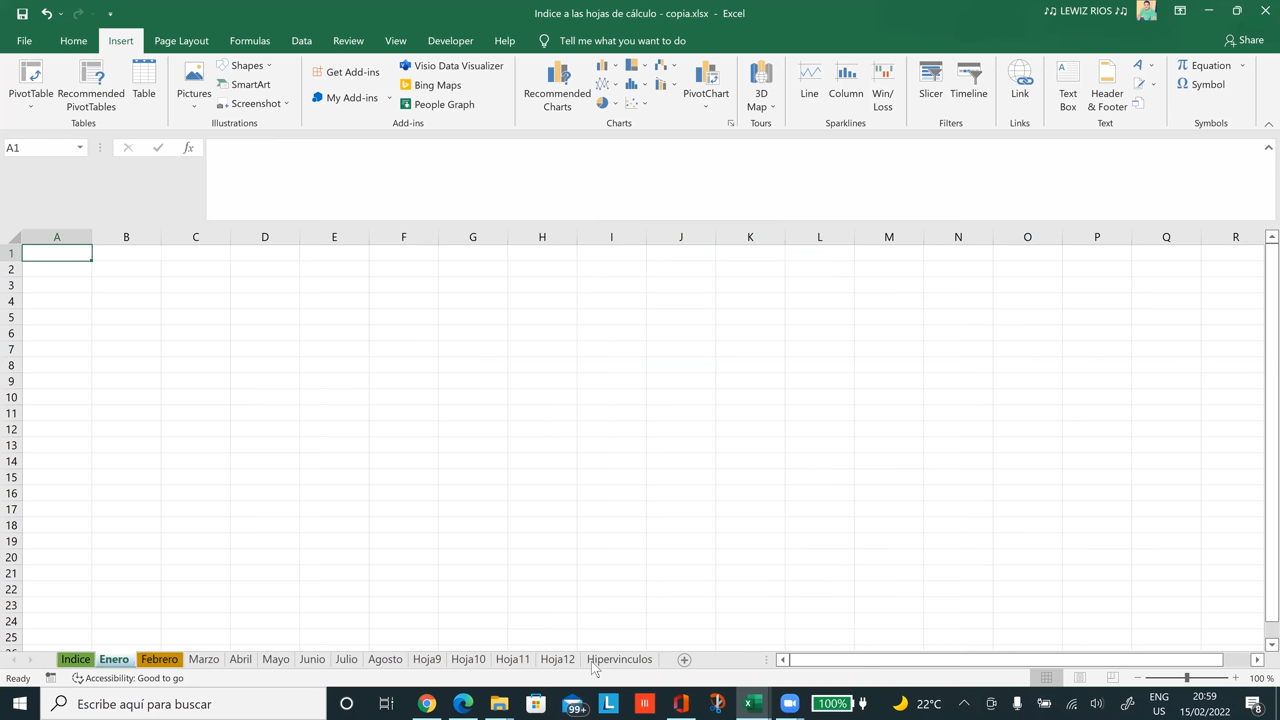 Indice a las hojas de cálculo - copia.xlsx - Excel
♫♫ LEWIZ RIOS ♫♫
File Home Insert Page Layout Formulas Data Review View Developer Help Tell me what you want to do Share
PivotTable
Recommended PivotTables
Table
Tables
Pictures
Shapes
SmartArt
Screenshot
Illustrations
Get Add-ins
My Add-ins
Visio Data Visualizer
Bing Maps
People Graph
Add-ins
Recommended Charts
PivotChart
Charts
3D Map
Tours
Line
Column
Win/ Loss
Sparklines
Slicer
Timeline
Filters
Link
Links
Text Box
Header & Footer
Text
Equation
Symbol
Symbols
A1 fx
A B C D E F G H I J K L M N O P Q R
1
2
3
4
5
6
7
8
9
10
11
12
13
14
15
16
17
18
19
20
21
22
23
24
25
Indice Enero Febrero Marzo Abril Mayo Junio Julio Agosto Hoja9 Hoja10 Hoja11 Hoja12 Hipervinculos
Ready Accessibility: Good to go 100 %
Escribe aquí para buscar 99+ 100% 22°C ENG US 20:59 15/02/2022